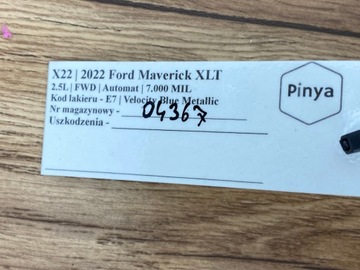 X22 | 2022 Ford Maverick XLT
2.5L | FWD | Automat | 7,000 MIL
Kod lakieru - E7 | Velocity Blue Metallic
Nr magazynowy - 04367
Uszkodzenia -
Pinya